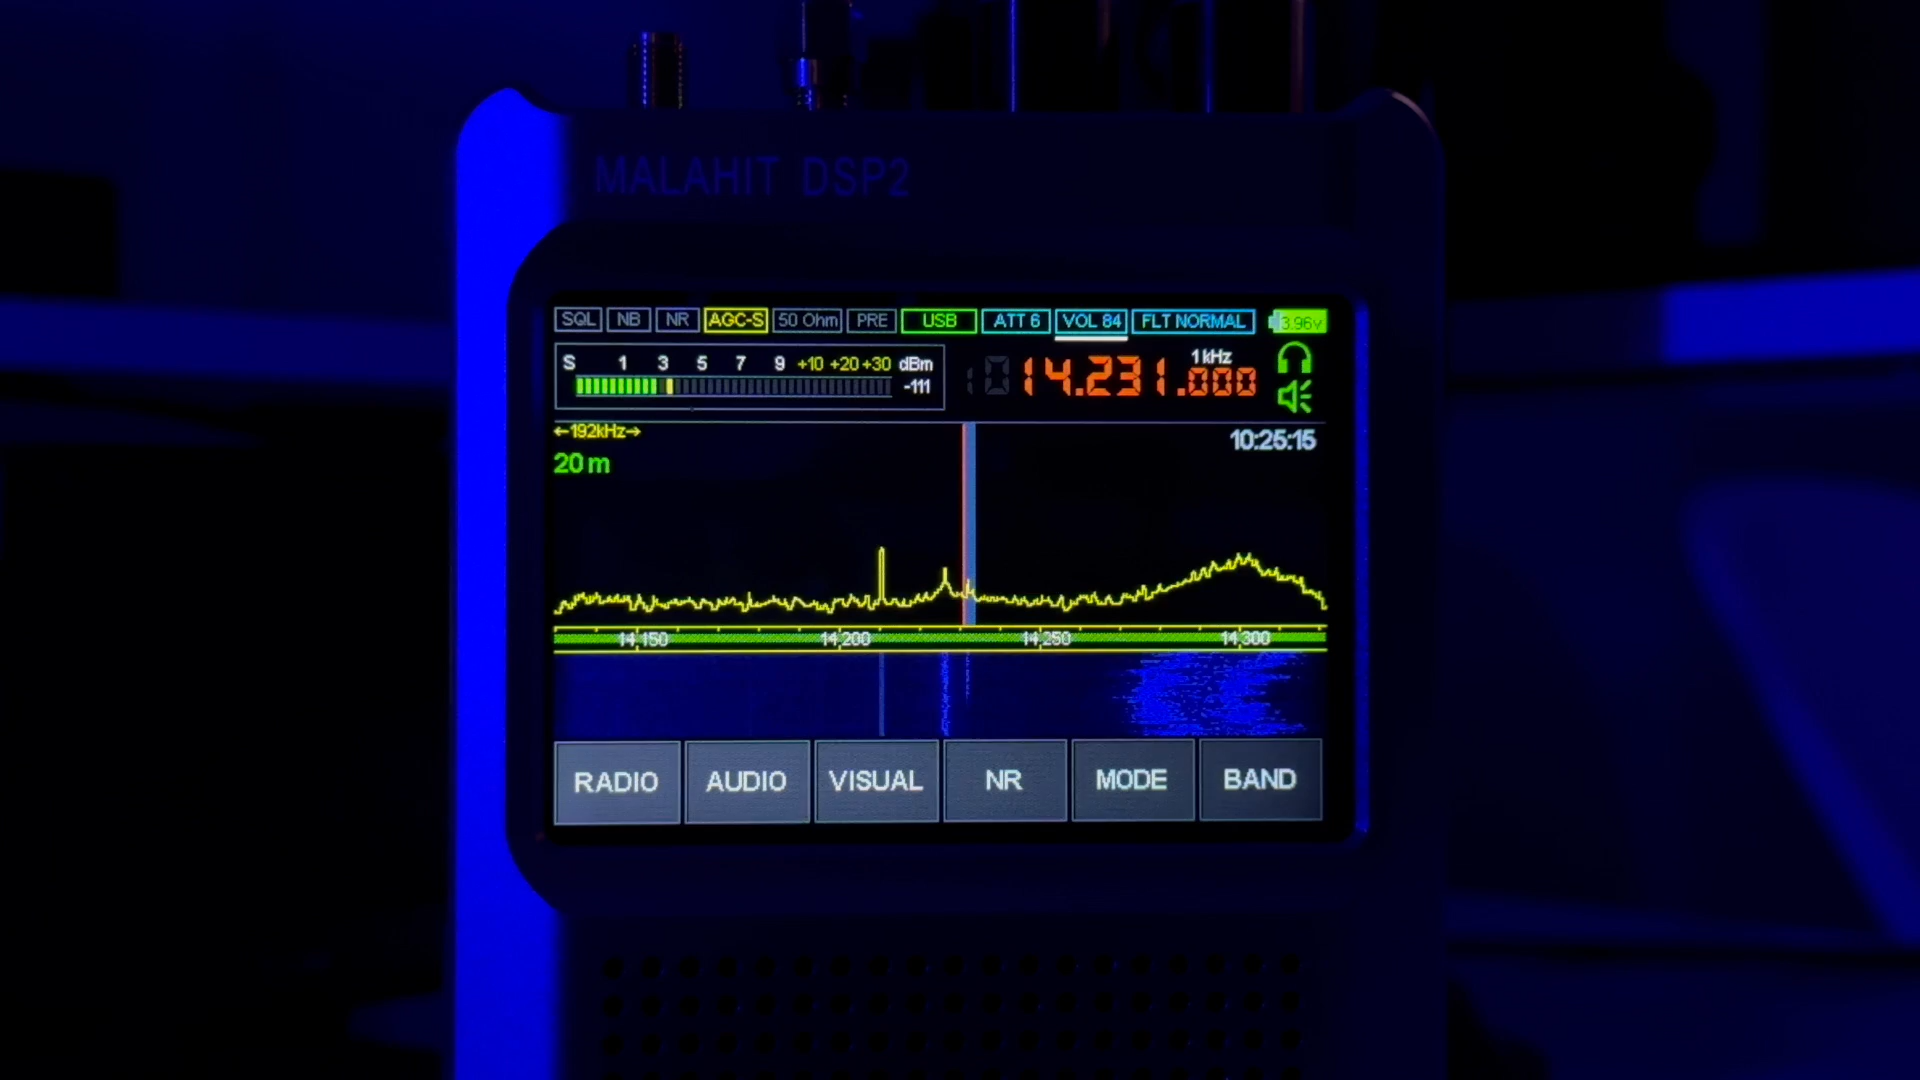 MALAHIT DSP2
SQL NB NR AGC-S 50 Ohm PRE USB ATT 6 VOL 84 FLT NORMAL 3.96v
S 1 3 5 7 9 +10 +20 +30 dBm
-111
1 kHz
14.231.000
←192kHz→
10:25:15
20 m
14,150 14,200 14,250 14,300
RADIO AUDIO VISUAL NR MODE BAND